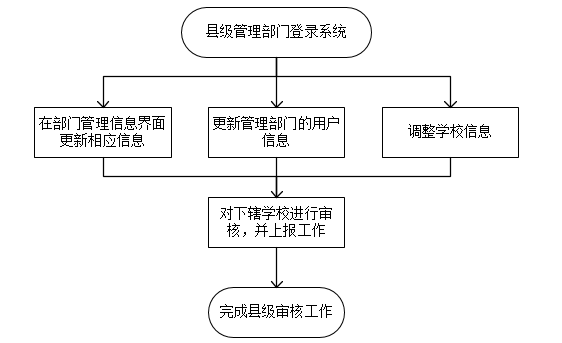 县级管理部门登录系统
在部门管理信息界面
更新相应信息
更新管理部门的用户
信息
调整学校信息
对下辖学校进行审
核，并上报工作
完成县级审核工作